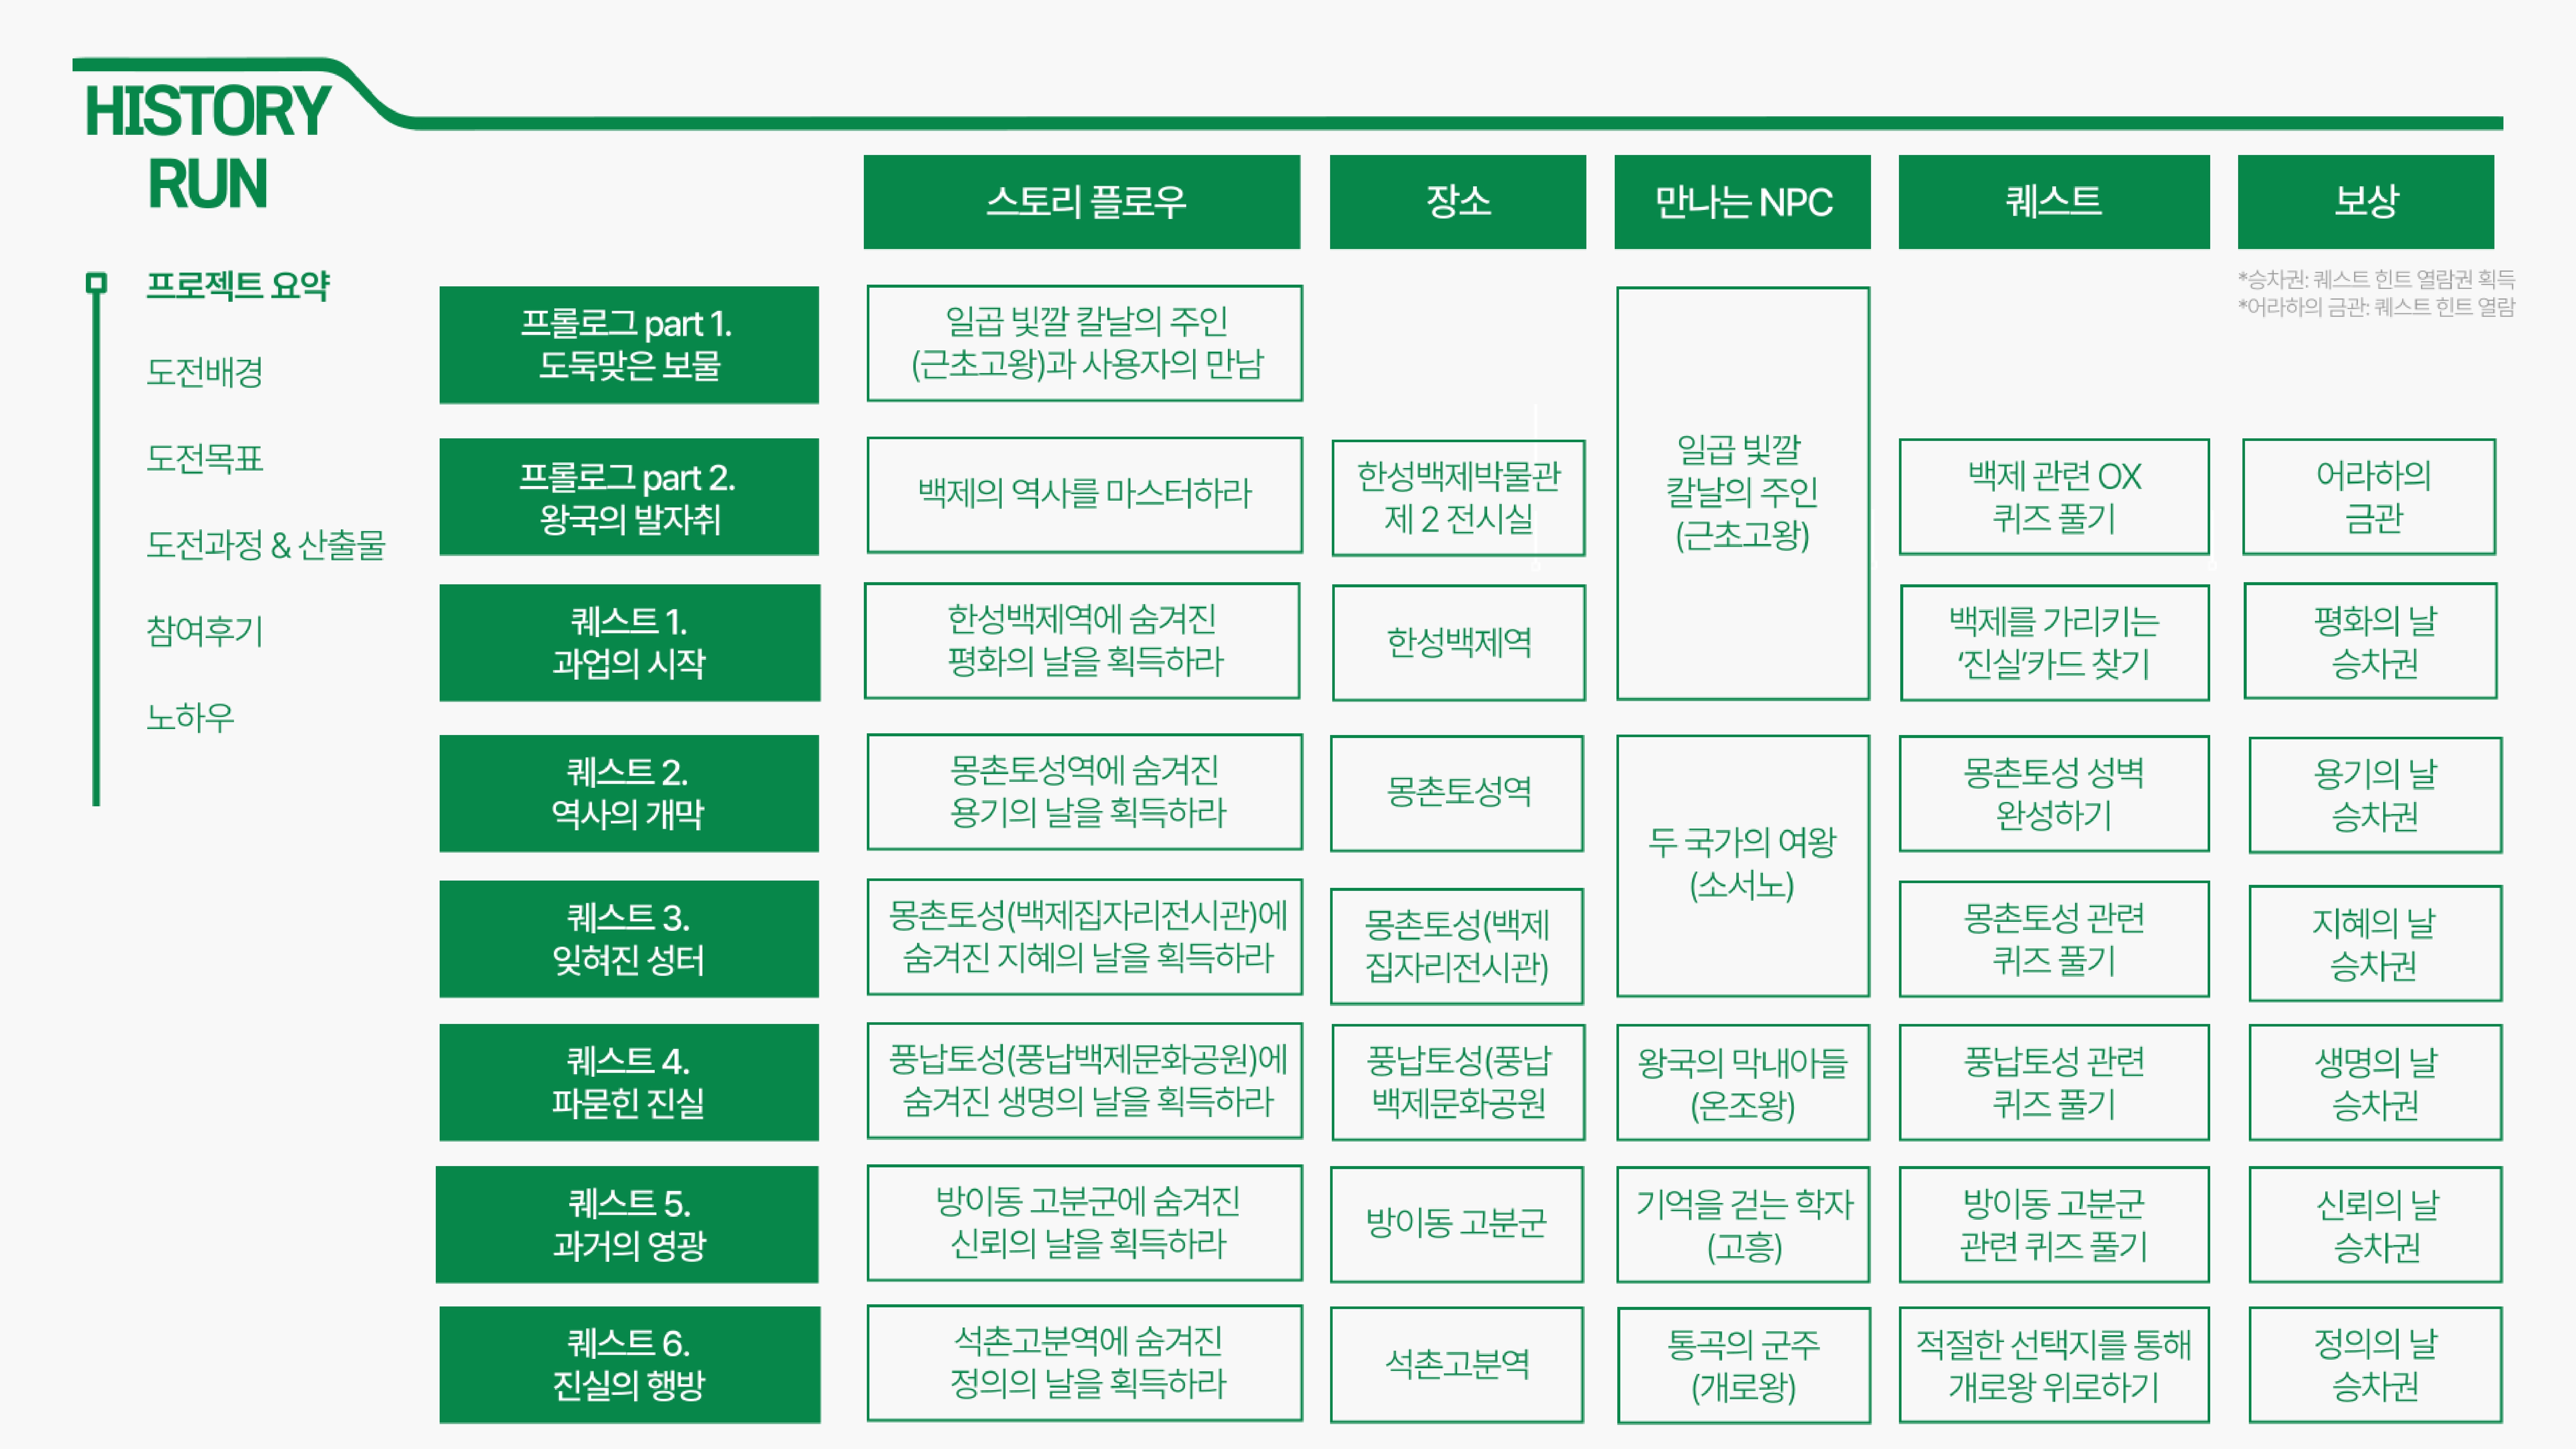 HISTORY
RUN
프로젝트 요약
도전배경
도전목표
도전과정 & 산출물
참여후기
노하우
스토리 플로우
장소
만나는 NPC
퀘스트
보상
*승차권: 퀘스트 힌트 열람권 획득
*어라하의 금관: 퀘스트 힌트 열람
프롤로그 part 1.
도둑맞은 보물
일곱 빛깔 칼날의 주인
(근초고왕)과 사용자의 만남
일곱 빛깔
칼날의 주인
(근초고왕)
프롤로그 part 2.
왕국의 발자취
백제의 역사를 마스터하라
한성백제박물관
제 2 전시실
백제 관련 OX
퀴즈 풀기
어라하의
금관
퀘스트 1.
과업의 시작
한성백제역에 숨겨진
평화의 날을 획득하라
한성백제역
백제를 가리키는
‘진실’카드 찾기
평화의 날
승차권
퀘스트 2.
역사의 개막
몽촌토성역에 숨겨진
용기의 날을 획득하라
몽촌토성역
두 국가의 여왕
(소서노)
몽촌토성 성벽
완성하기
용기의 날
승차권
퀘스트 3.
잊혀진 성터
몽촌토성(백제집자리전시관)에
숨겨진 지혜의 날을 획득하라
몽촌토성(백제
집자리전시관)
몽촌토성 관련
퀴즈 풀기
지혜의 날
승차권
퀘스트 4.
파묻힌 진실
풍납토성(풍납백제문화공원)에
숨겨진 생명의 날을 획득하라
풍납토성(풍납
백제문화공원
왕국의 막내아들
(온조왕)
풍납토성 관련
퀴즈 풀기
생명의 날
승차권
퀘스트 5.
과거의 영광
방이동 고분군에 숨겨진
신뢰의 날을 획득하라
방이동 고분군
기억을 걷는 학자
(고흥)
방이동 고분군
관련 퀴즈 풀기
신뢰의 날
승차권
퀘스트 6.
진실의 행방
석촌고분역에 숨겨진
정의의 날을 획득하라
석촌고분역
통곡의 군주
(개로왕)
적절한 선택지를 통해
개로왕 위로하기
정의의 날
승차권